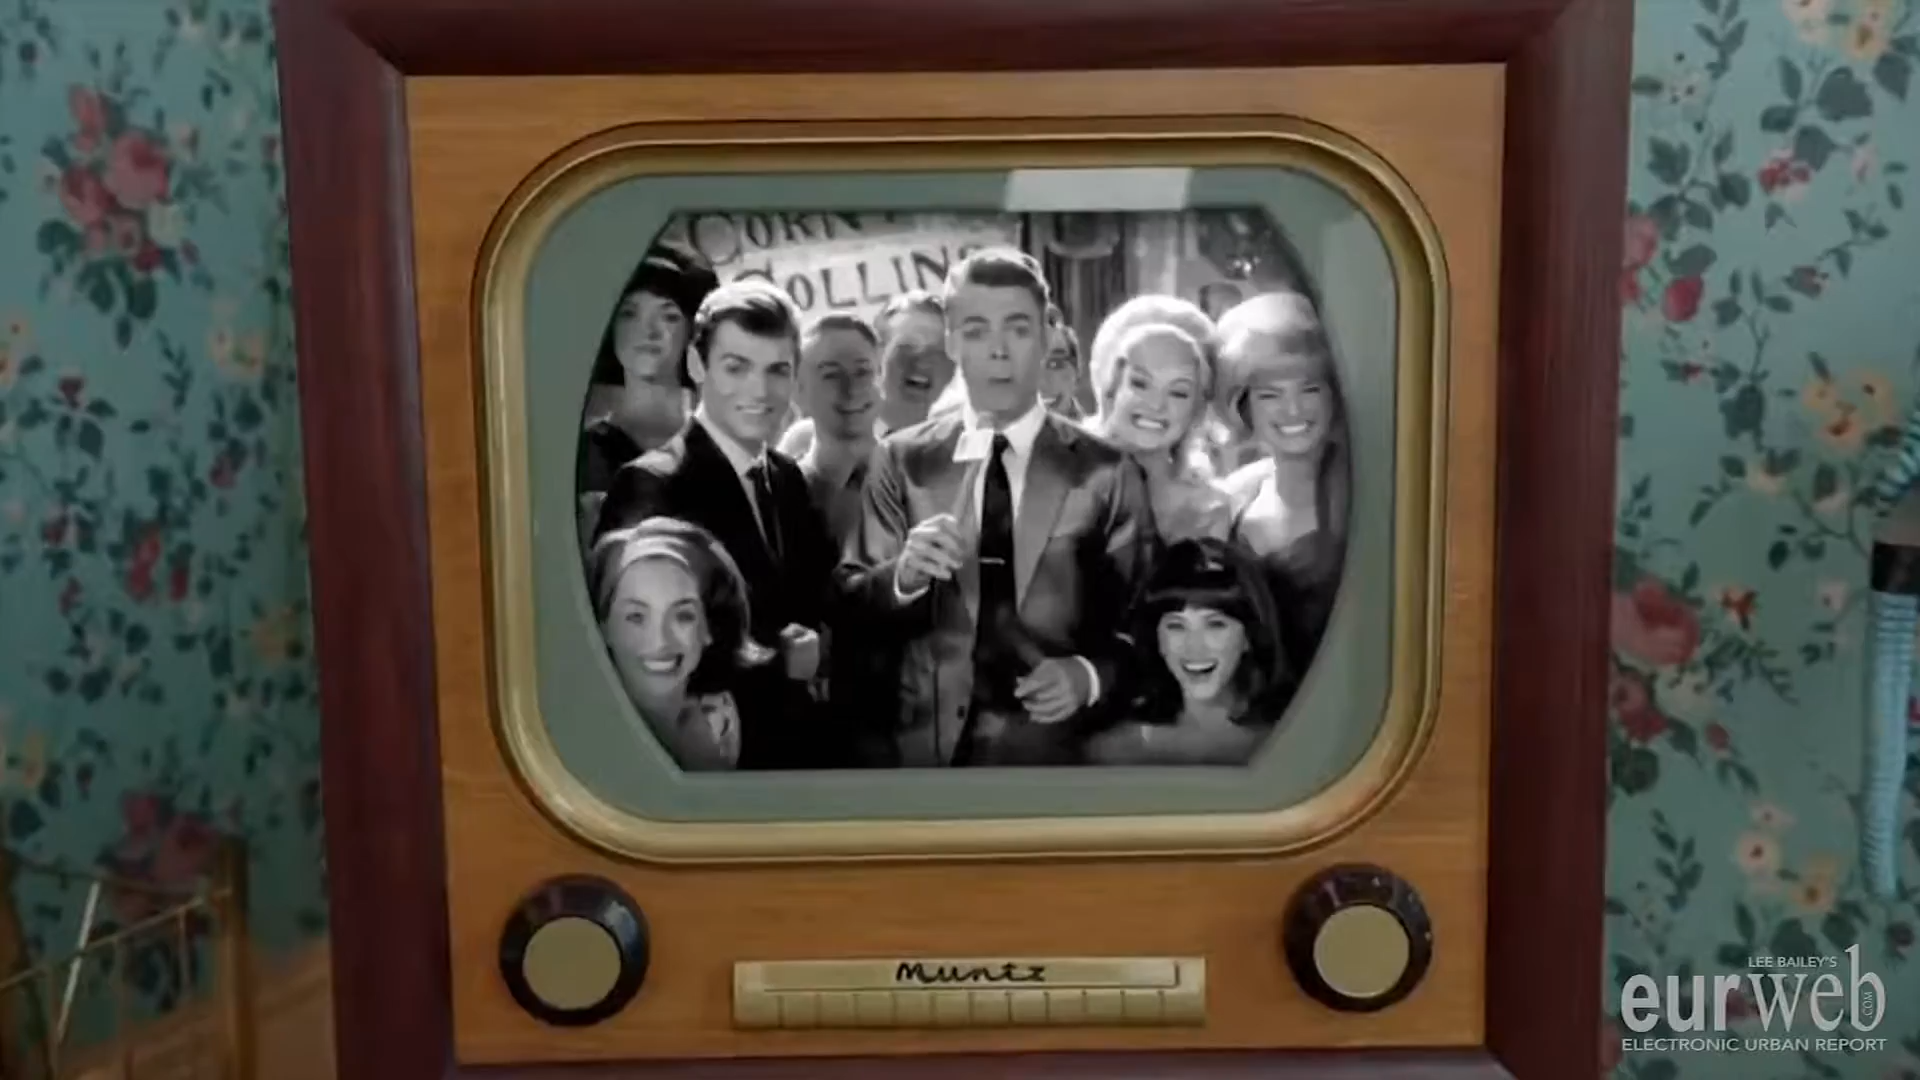 CORN
COLLINS
Muntz
LEE BAILEY'S
eurweb
.COM
ELECTRONIC URBAN REPORT